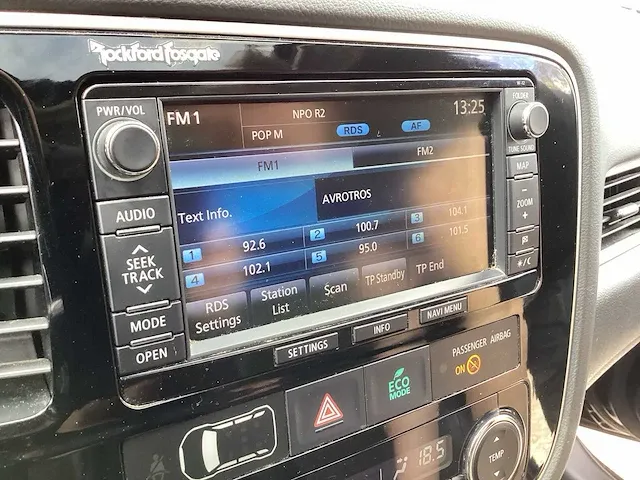 Rockford Fosgate
PWR/VOL
FOLDER
TUNE SOUND
FM 1
NPO R2
13:25
POP M
RDS
AF
FM1
FM2
Text Info.
AVROTROS
1 92.6
2 100.7
3 104.1
4 102.1
5 95.0
6 101.5
RDS Settings
Station List
Scan
TP Standby
TP End
AUDIO
SEEK TRACK
MODE
OPEN
MAP
ZOOM
SETTINGS
INFO
NAVI MENU
PASSENGER AIRBAG
ON
ECO MODE
18.5
TEMP